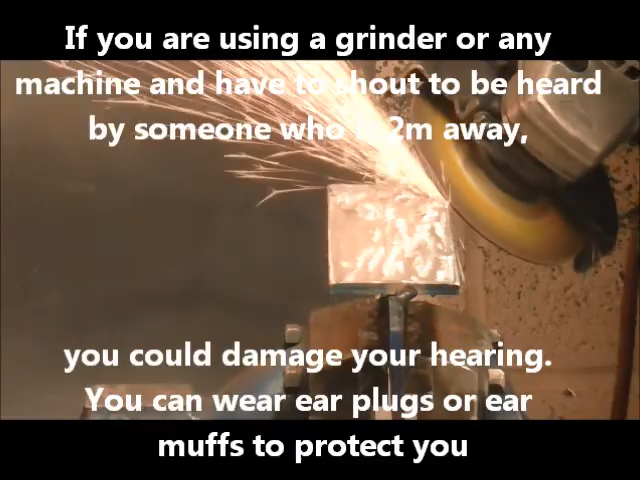 If you are using a grinder or any
machine and have to shout to be heard
by someone who is 2m away,
you could damage your hearing.
You can wear ear plugs or ear
muffs to protect you